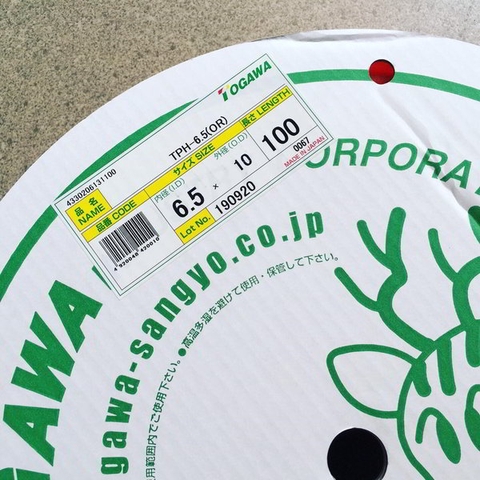 TOGAWA
4330206131100
品名
NAME
TPH-6.5(OR)
品番 CODE
サイズ SIZE
長さ LENGTH
内径(I.D)
外径(O.D)
6.5 × 10
100
Lot No. 190920
0067
MADE IN JAPAN
CORPORA
GAWA
gawa-sangyo.co.jp
●高温多湿を避けて使用・保管して下さい。
用範囲内でご使用下さい。